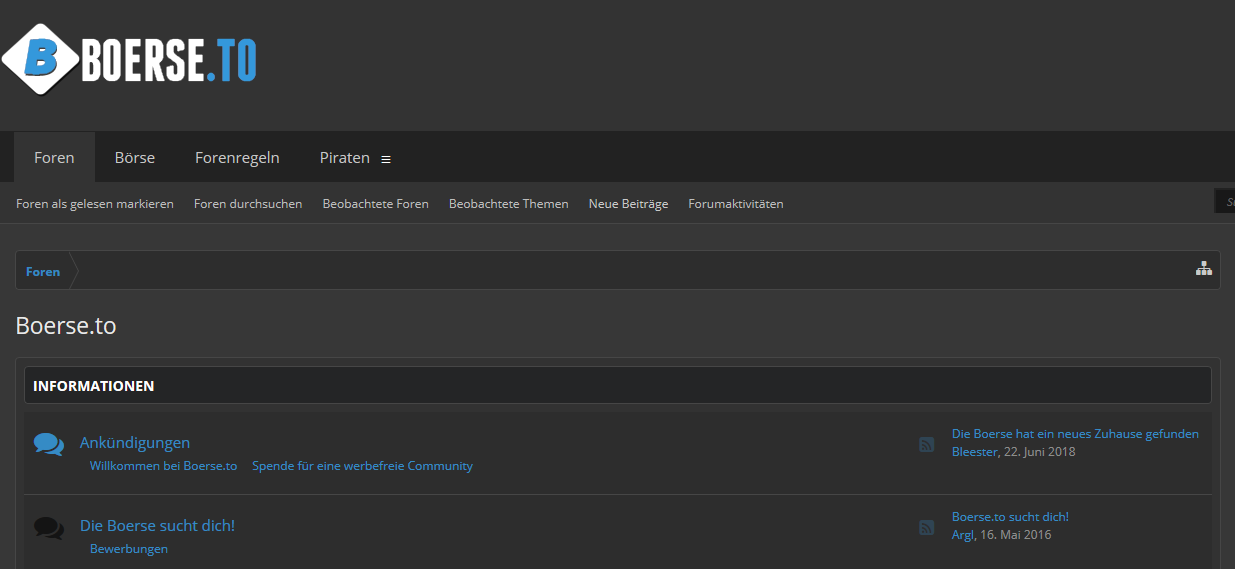 B BOERSE.TO
Foren Börse Forenregeln Piraten
Foren als gelesen markieren Foren durchsuchen Beobachtete Foren Beobachtete Themen Neue Beiträge Forumaktivitäten
Foren
Boerse.to
INFORMATIONEN
Ankündigungen
Willkommen bei Boerse.to Spende für eine werbefreie Community
Die Boerse hat ein neues Zuhause gefunden
Bleester, 22. Juni 2018
Die Boerse sucht dich!
Bewerbungen
Boerse.to sucht dich!
Argl, 16. Mai 2016